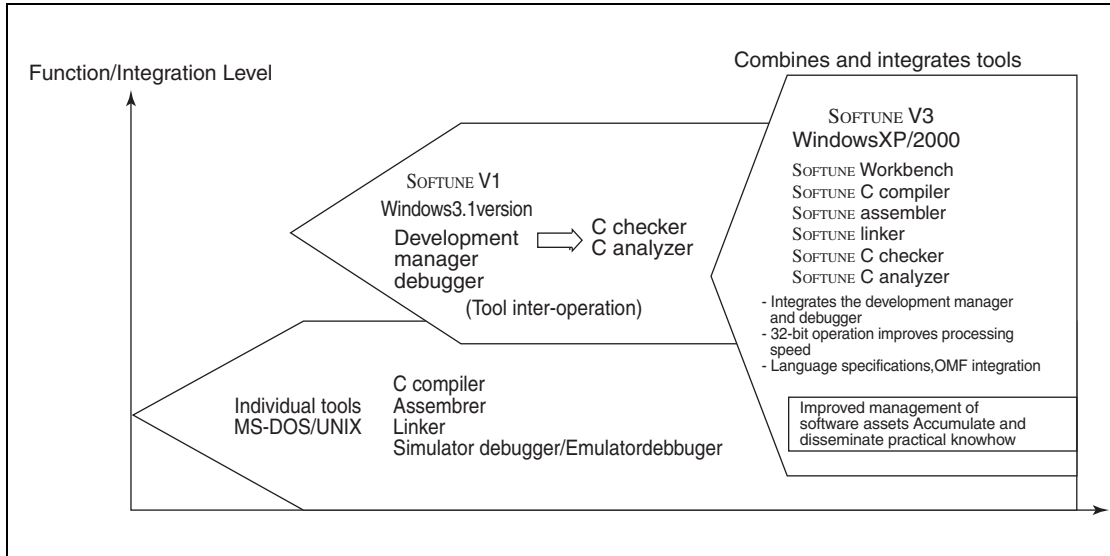 Function/Integration Level
Combines and integrates tools
SOFTUNE V3
WindowsXP/2000
SOFTUNE Workbench
SOFTUNE C compiler
SOFTUNE assembler
SOFTUNE linker
SOFTUNE C checker
SOFTUNE C analyzer
- Integrates the development manager
and debugger
- 32-bit operation improves processing
speed
- Language specifications,OMF integration
Improved management of
software assets Accumulate and
disseminate practical knowhow
SOFTUNE V1
Windows3.1version
Development
manager
debugger
C checker
C analyzer
(Tool inter-operation)
Individual tools
MS-DOS/UNIX
C compiler
Assembrer
Linker
Simulator debugger/Emulatordebbuger